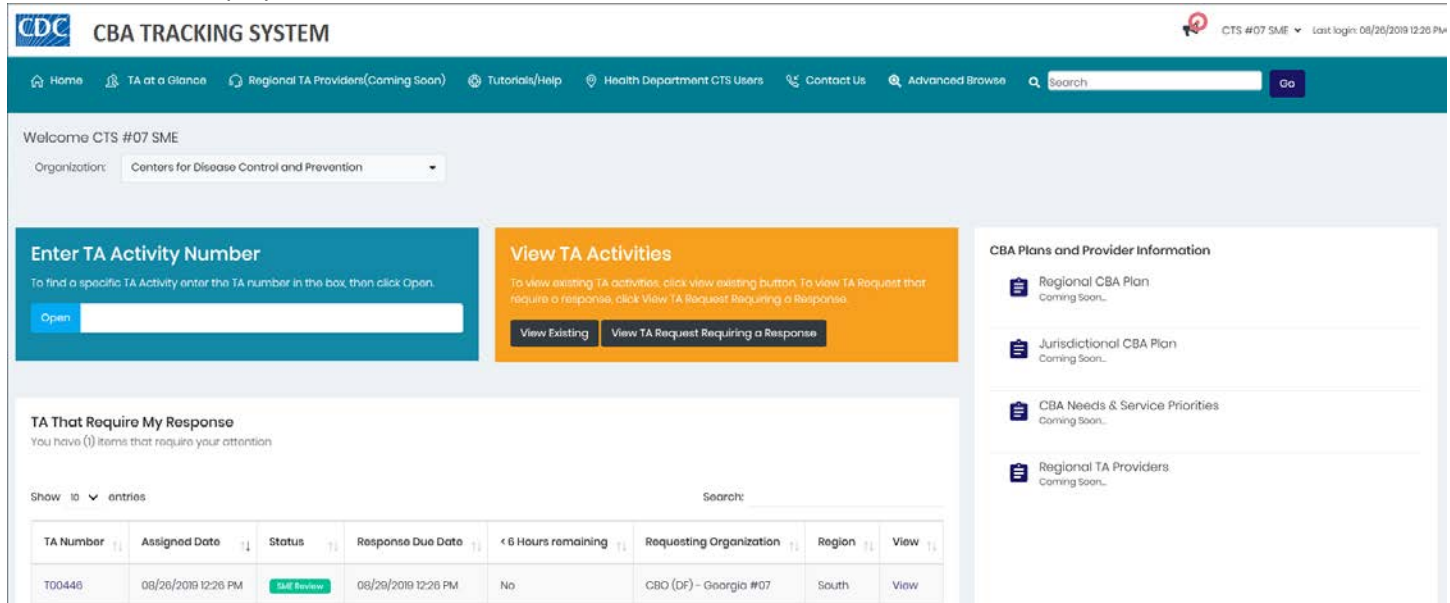 CDC CBA TRACKING SYSTEM
CTS #07 SME Last login: 08/26/2019 12:26 PM
Home TA at a Glance Regional TA Providers(Coming Soon) Tutorials/Help Health Department CTS Users Contact Us Advanced Browse Search Go
Welcome CTS #07 SME
Organization: Centers for Disease Control and Prevention
Enter TA Activity Number
To find a specific TA Activity enter the TA number in the box, then click Open.
Open
View TA Activities
To view existing TA activities, click view existing button. To view TA Request that
require a response, click View TA Request Requiring a Response.
View Existing View TA Request Requiring a Response
CBA Plans and Provider Information
Regional CBA Plan
Coming Soon...
Jurisdictional CBA Plan
Coming Soon...
CBA Needs & Service Priorities
Coming Soon...
Regional TA Providers
Coming Soon...
TA That Require My Response
You have (1) items that require your attention
Show 10 entries Search:
TA Number Assigned Date Status Response Due Date < 6 Hours remaining Requesting Organization Region View
T00446 08/26/2019 12:26 PM SME Review 08/29/2019 12:26 PM No CBO (DF) - Georgia #07 South View